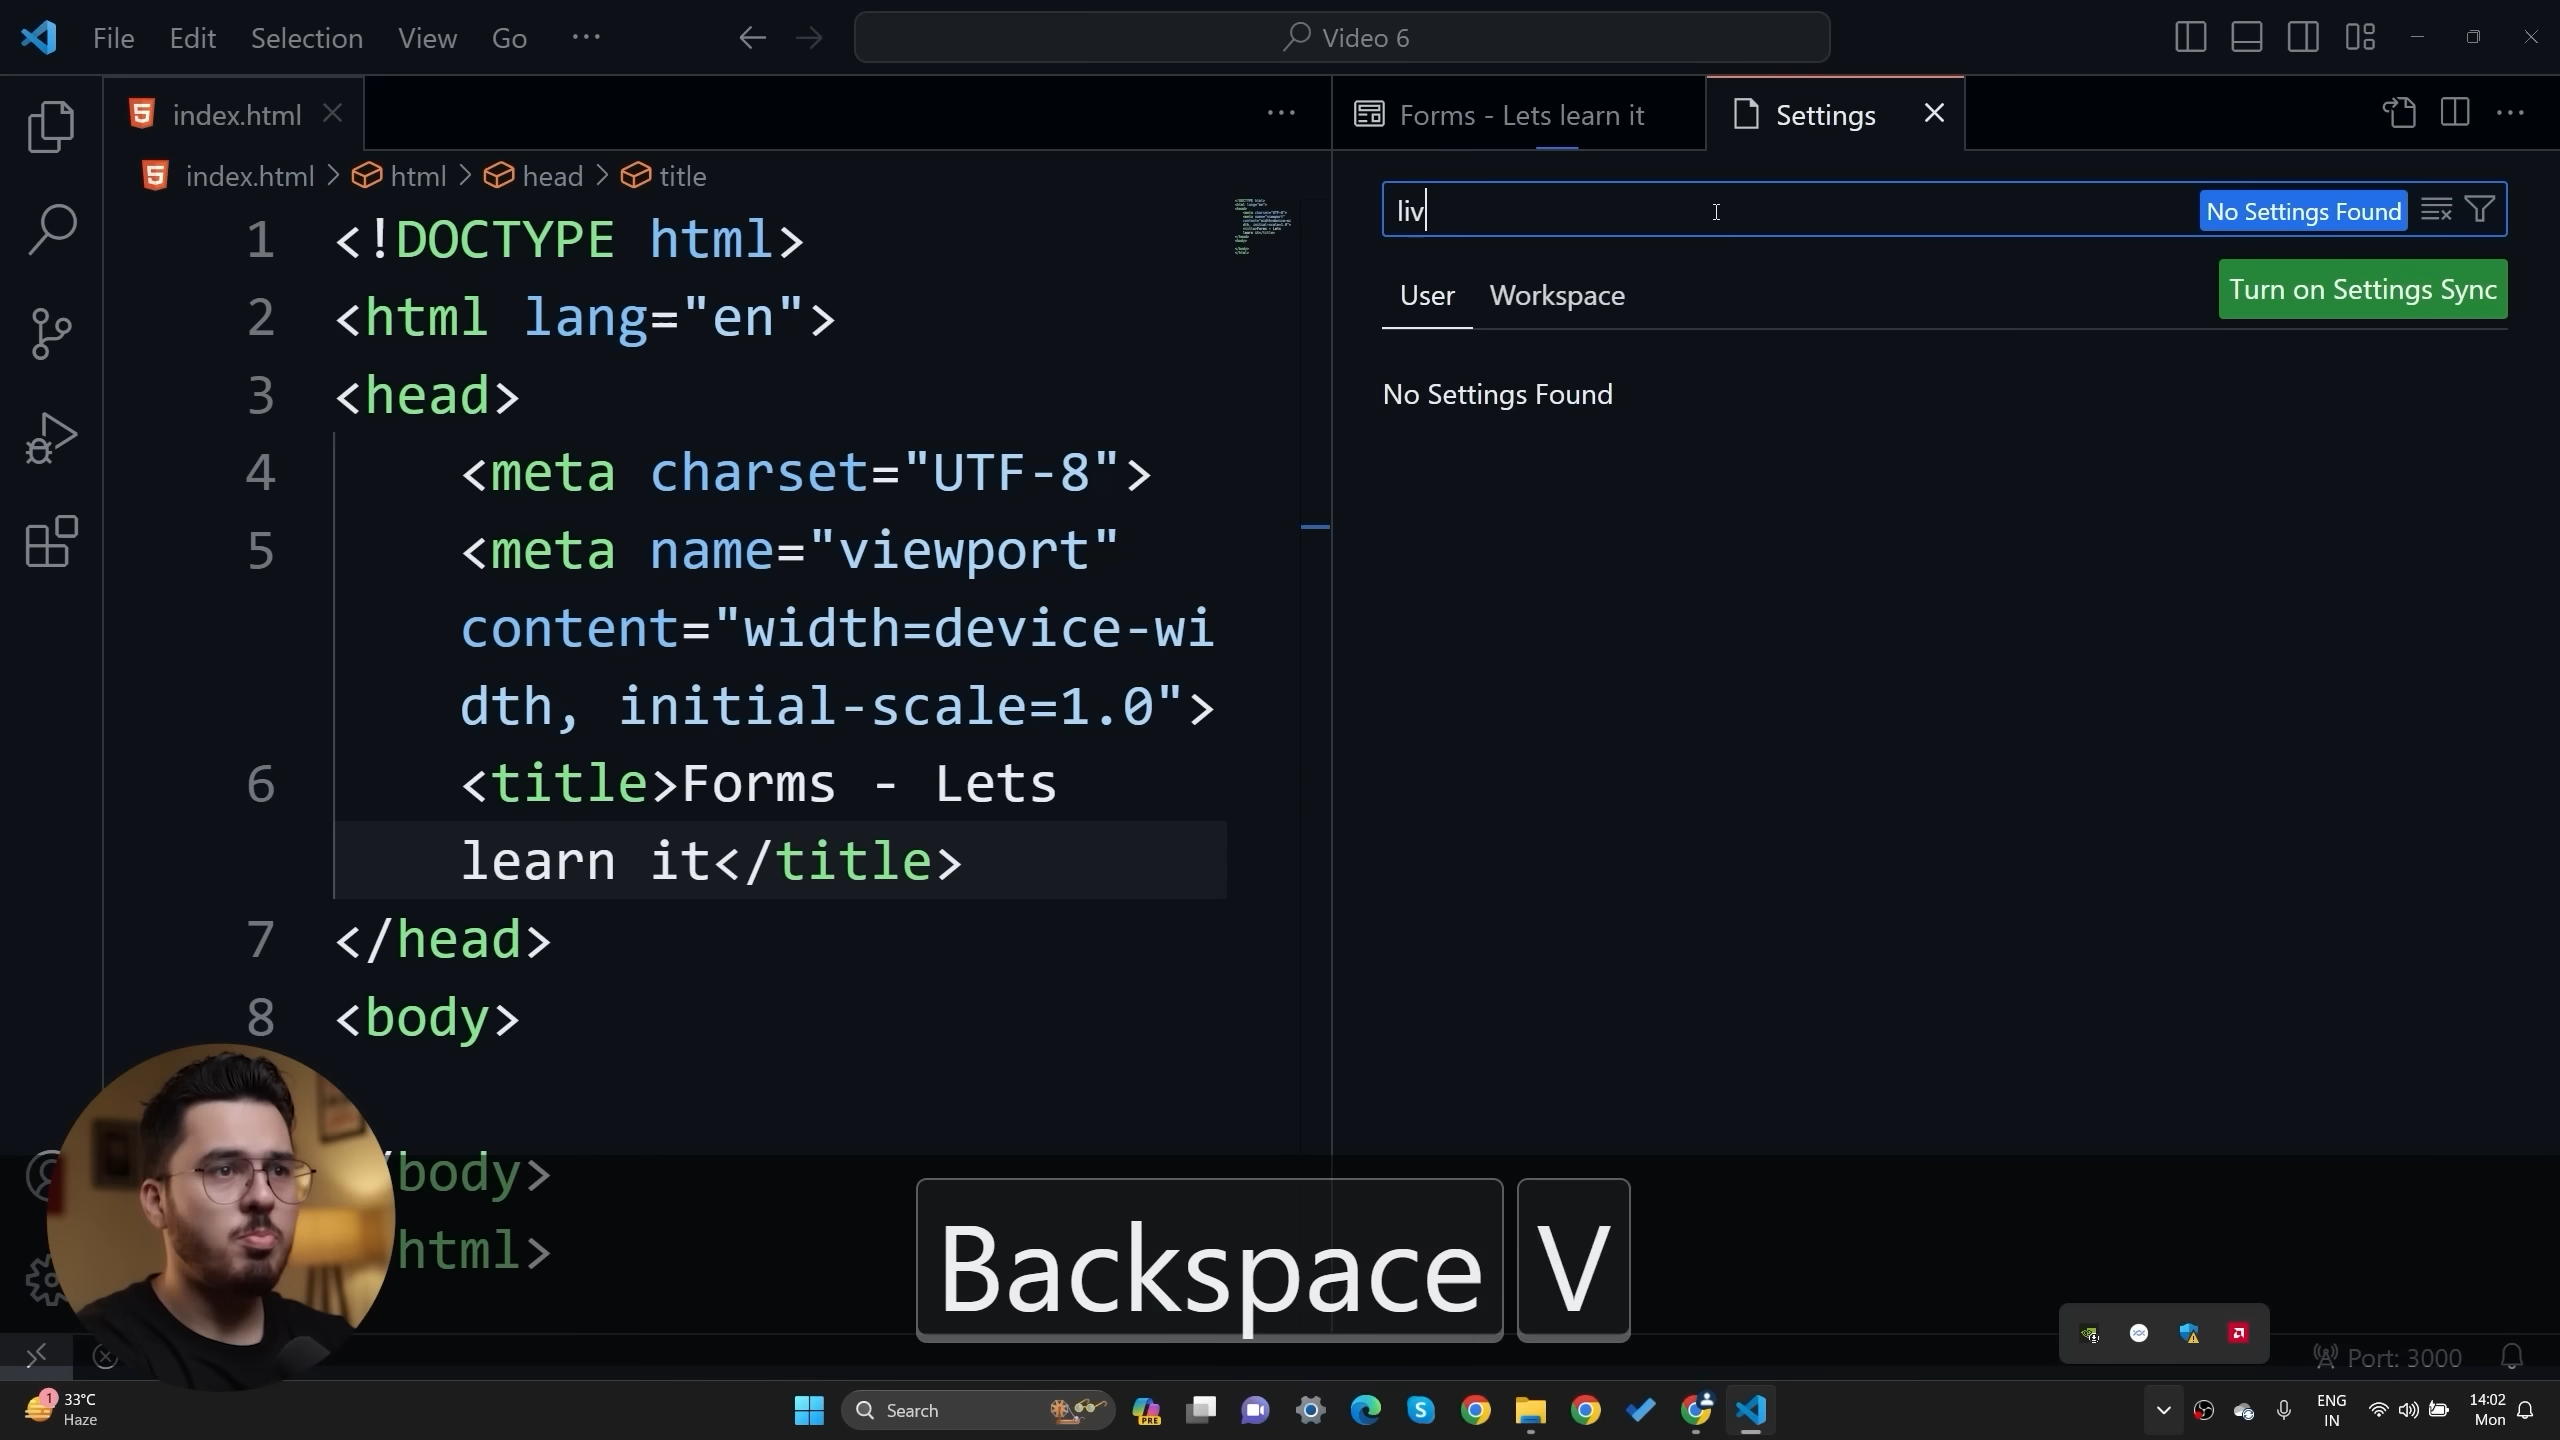 File Edit Selection View Go ···
Video 6
index.html
Forms - Lets learn it
Settings
index.html > html > head > title
liv
No Settings Found
User Workspace
Turn on Settings Sync
No Settings Found
1 <!DOCTYPE html>
2 <html lang="en">
3 <head>
4 <meta charset="UTF-8">
5 <meta name="viewport"
content="width=device-wi
dth, initial-scale=1.0">
6 <title>Forms - Lets
learn it</title>
7 </head>
8 <body>
/body>
html>
Backspace V
Port: 3000
1
33°C
Haze
Search
PRE
ENG
IN
14:02
Mon